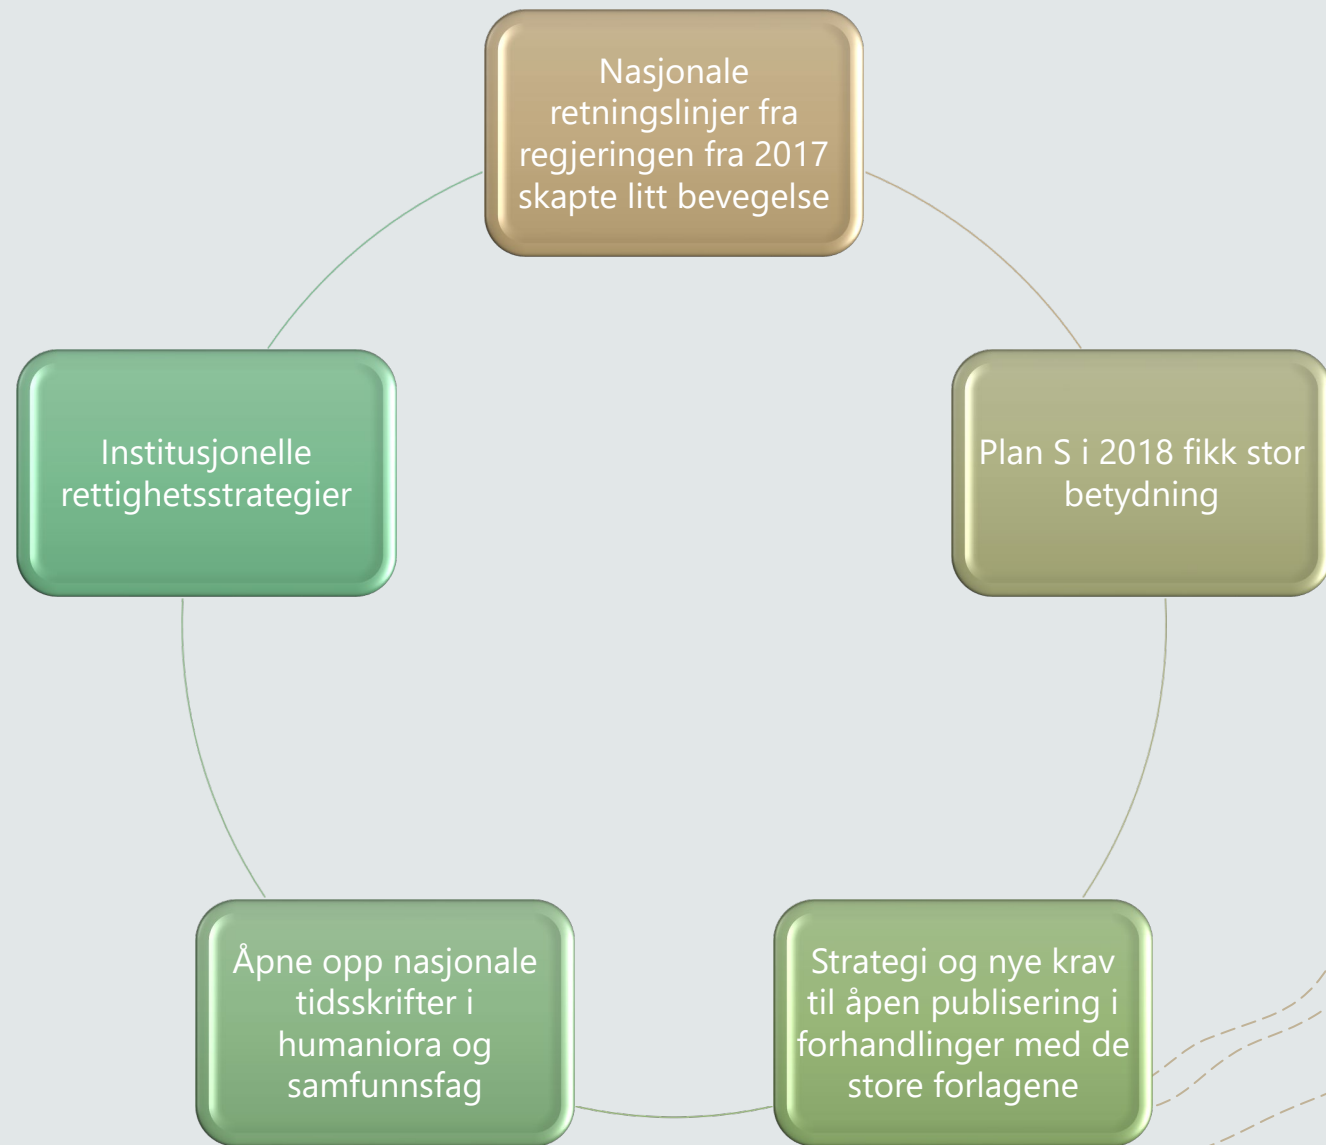 Nasjonale
retningslinjer fra
regjeringen fra 2017
skapte litt bevegelse
Plan S i 2018 fikk stor
betydning
Strategi og nye krav
til åpen publisering i
forhandlinger med de
store forlagene
Åpne opp nasjonale
tidsskrifter i
humaniora og
samfunnsfag
Institusjonelle
rettighetsstrategier